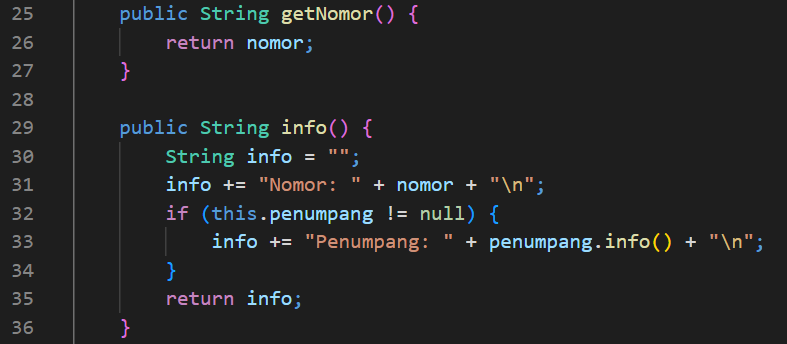 25 public String getNomor() {
26 return nomor;
27 }
28
29 public String info() {
30 String info = "";
31 info += "Nomor: " + nomor + "\n";
32 if (this.penumpang != null) {
33 info += "Penumpang: " + penumpang.info() + "\n";
34 }
35 return info;
36 }